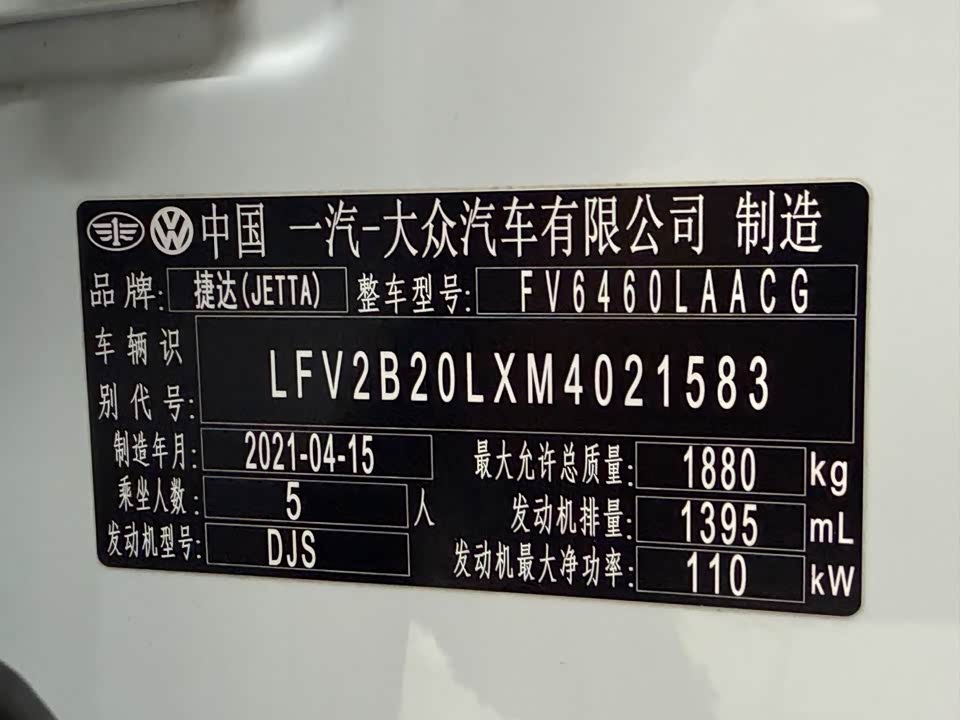 中国 一汽-大众汽车有限公司 制造
品牌: 捷达(JETTA) 整车型号: FV6460LAACG
车辆识别代号: LFV2B20LXM4021583
制造年月: 2021-04-15 最大允许总质量: 1880 kg
乘坐人数: 5 人 发动机排量: 1395 mL
发动机型号: DJS 发动机最大净功率: 110 kW